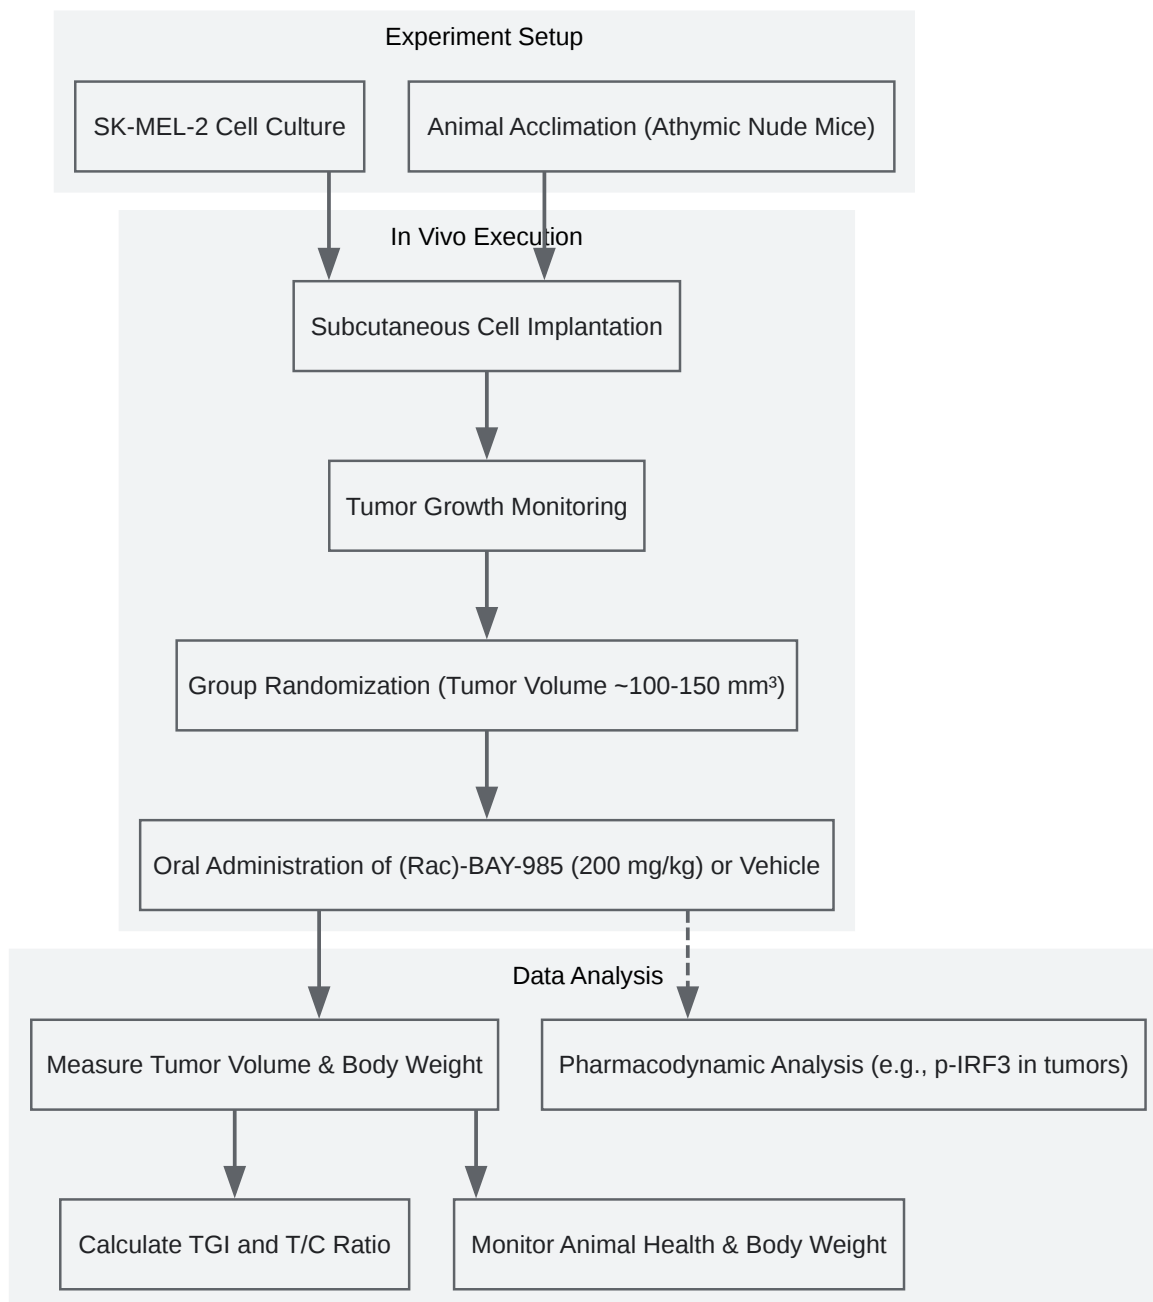 Experiment Setup
SK-MEL-2 Cell Culture
Animal Acclimation (Athymic Nude Mice)
In Vivo Execution
Subcutaneous Cell Implantation
Tumor Growth Monitoring
Group Randomization (Tumor Volume ~100-150 mm³)
Oral Administration of (Rac)-BAY-985 (200 mg/kg) or Vehicle
Data Analysis
Measure Tumor Volume & Body Weight
Pharmacodynamic Analysis (e.g., p-IRF3 in tumors)
Calculate TGI and T/C Ratio
Monitor Animal Health & Body Weight